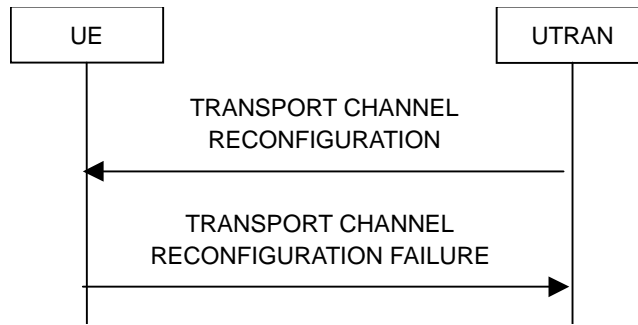 UE
UTRAN
TRANSPORT CHANNEL
RECONFIGURATION
TRANSPORT CHANNEL
RECONFIGURATION FAILURE